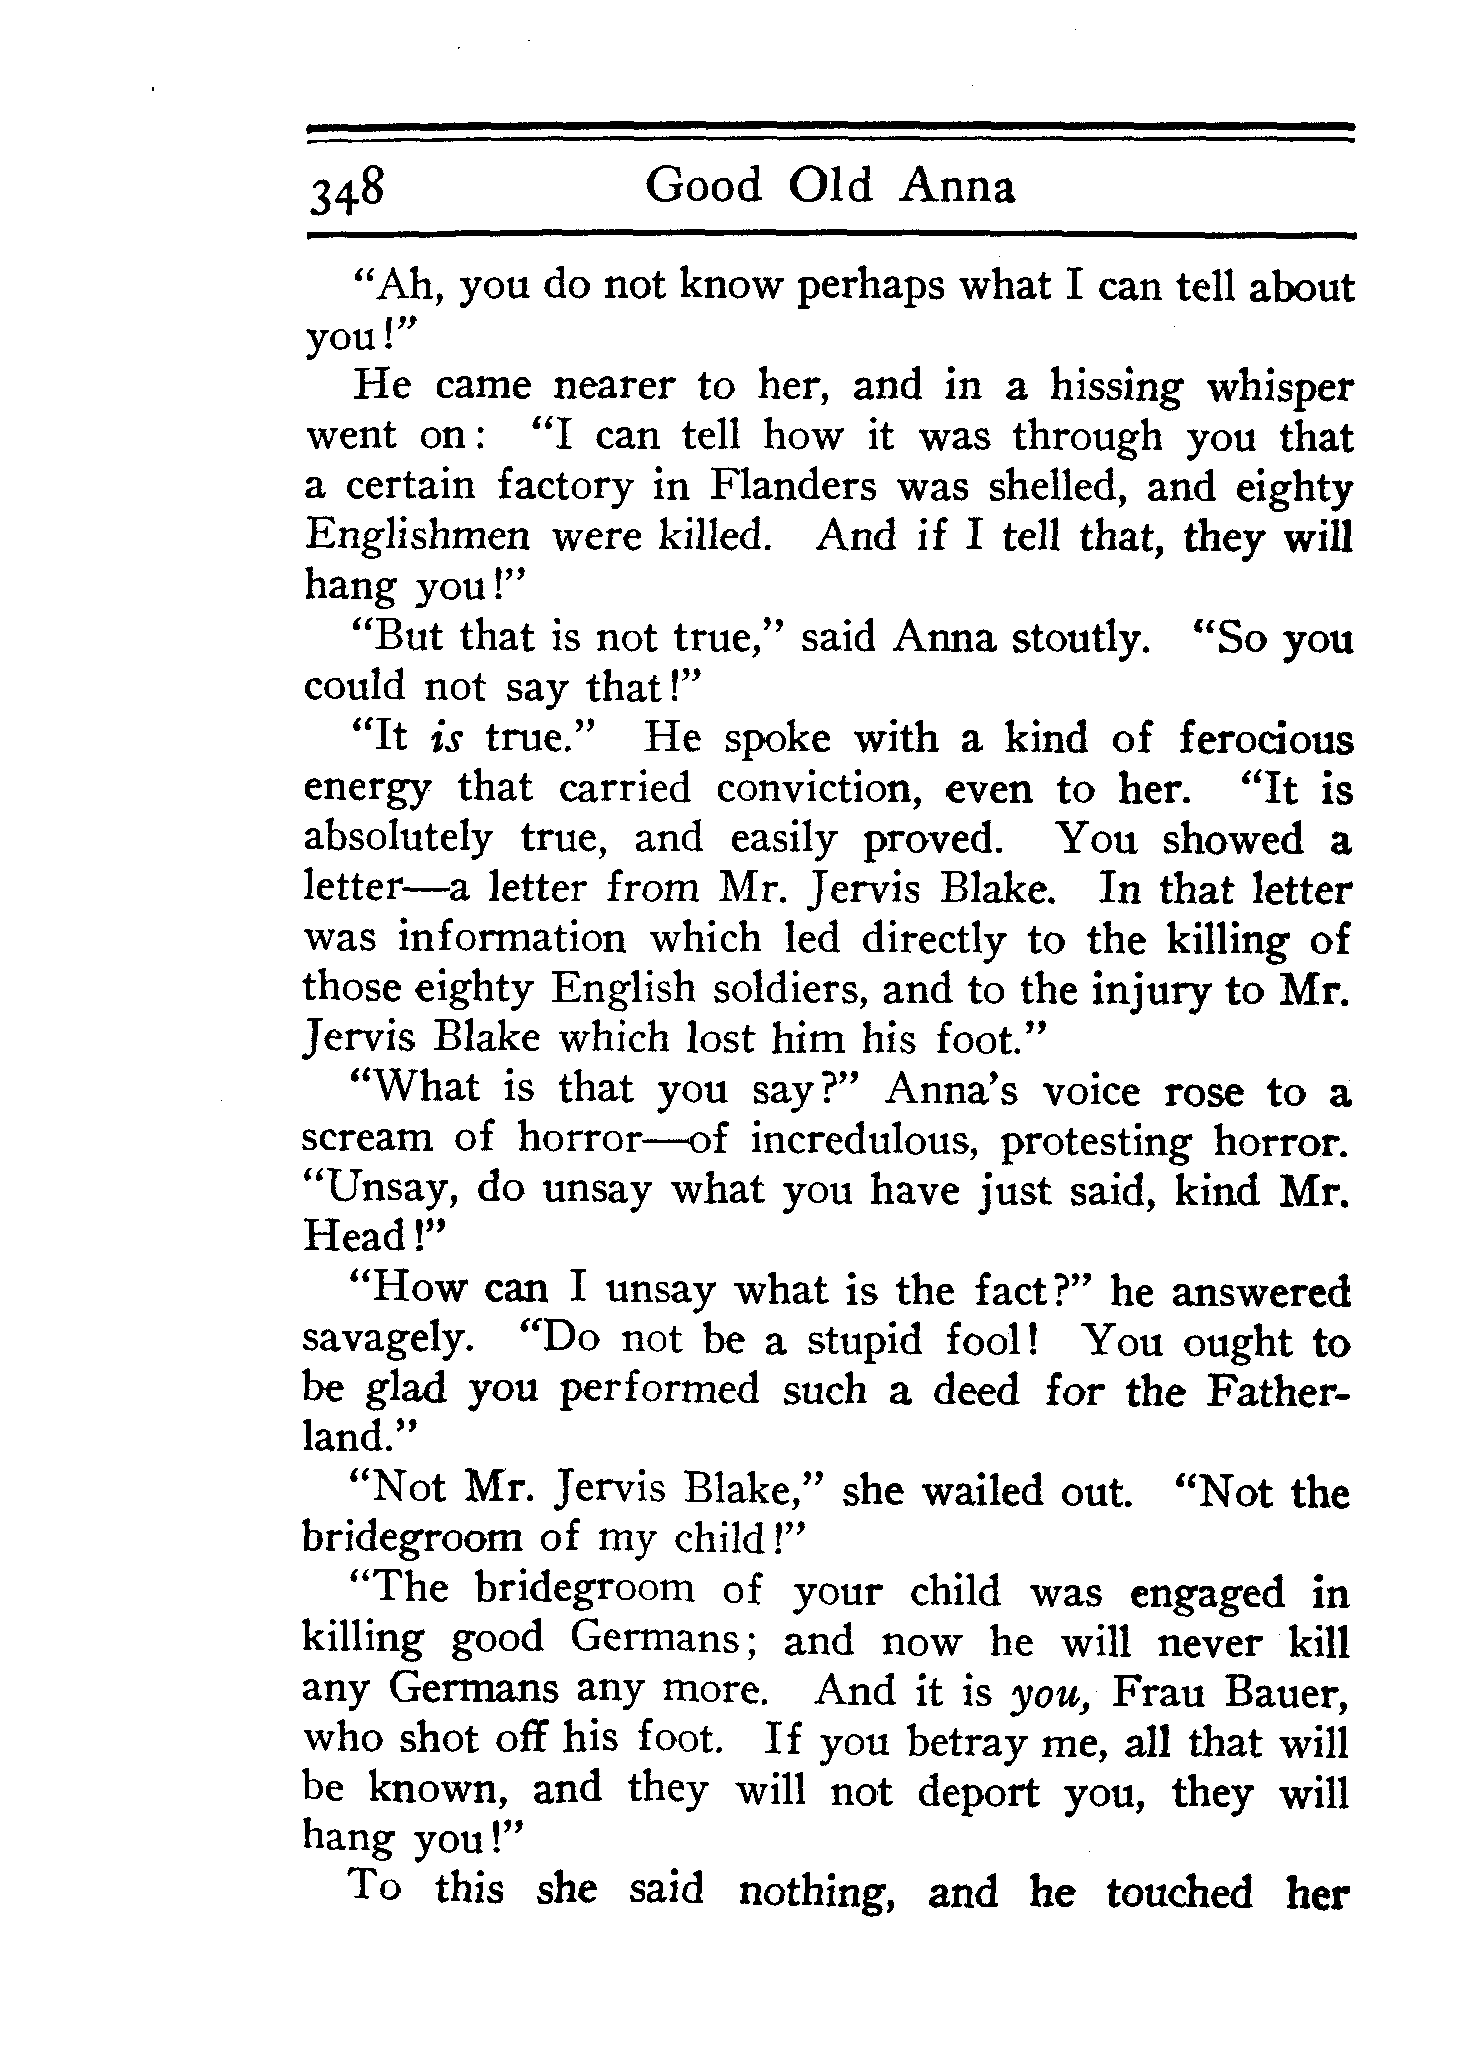 348 Good Old Anna
"Ah, you do not know perhaps what I can tell about
you!"
He came nearer to her, and in a hissing whisper
went on: "I can tell how it was through you that
a certain factory in Flanders was shelled, and eighty
Englishmen were killed. And if I tell that, they will
hang you!"
"But that is not true," said Anna stoutly. "So you
could not say that!"
"It is true." He spoke with a kind of ferocious
energy that carried conviction, even to her. "It is
absolutely true, and easily proved. You showed a
letter—a letter from Mr. Jervis Blake. In that letter
was information which led directly to the killing of
those eighty English soldiers, and to the injury to Mr.
Jervis Blake which lost him his foot."
"What is that you say?" Anna's voice rose to a
scream of horror—of incredulous, protesting horror.
"Unsay, do unsay what you have just said, kind Mr.
Head!"
"How can I unsay what is the fact?" he answered
savagely. "Do not be a stupid fool! You ought to
be glad you performed such a deed for the Father-
land."
"Not Mr. Jervis Blake," she wailed out. "Not the
bridegroom of my child!"
"The bridegroom of your child was engaged in
killing good Germans; and now he will never kill
any Germans any more. And it is you, Frau Bauer,
who shot off his foot. If you betray me, all that will
be known, and they will not deport you, they will
hang you!"
To this she said nothing, and he touched her